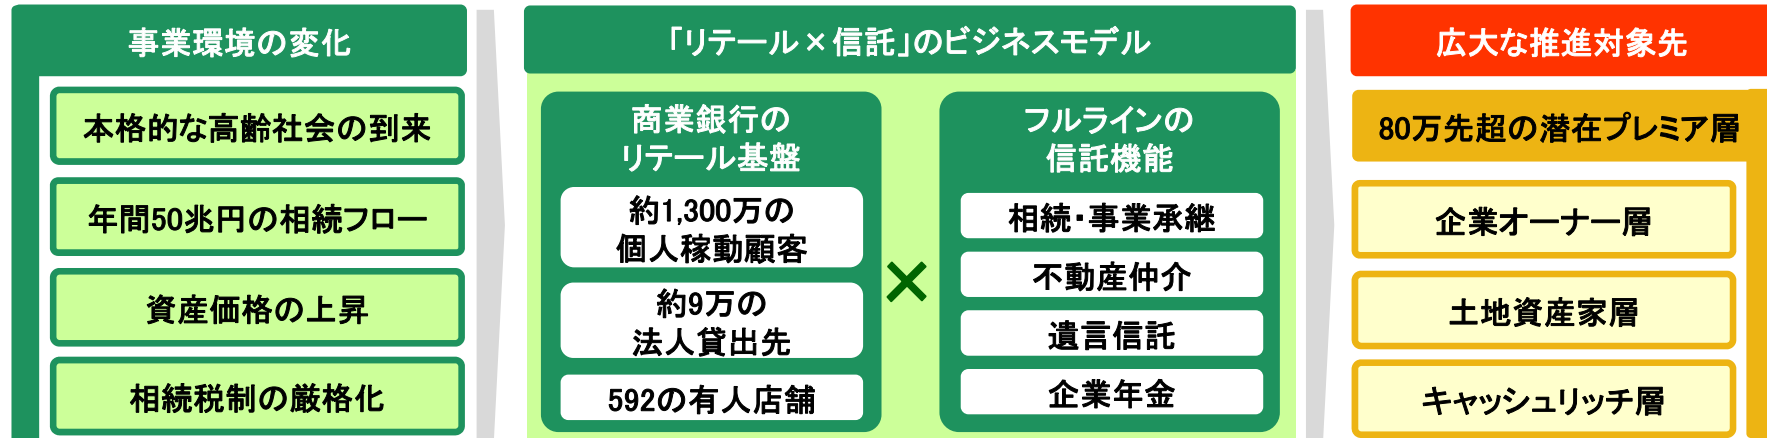 事業環境の変化
本格的な高齢社会の到来
年間50兆円の相続フロー
資産価格の上昇
相続税制の厳格化
「リテール×信託」のビジネスモデル
商業銀行の
リテール基盤
約1,300万の
個人稼動顧客
約9万の
法人貸出先
592の有人店舗
×
フルラインの
信託機能
相続・事業承継
不動産仲介
遺言信託
企業年金
広大な推進対象先
80万先超の潜在プレミア層
企業オーナー層
土地資産家層
キャッシュリッチ層